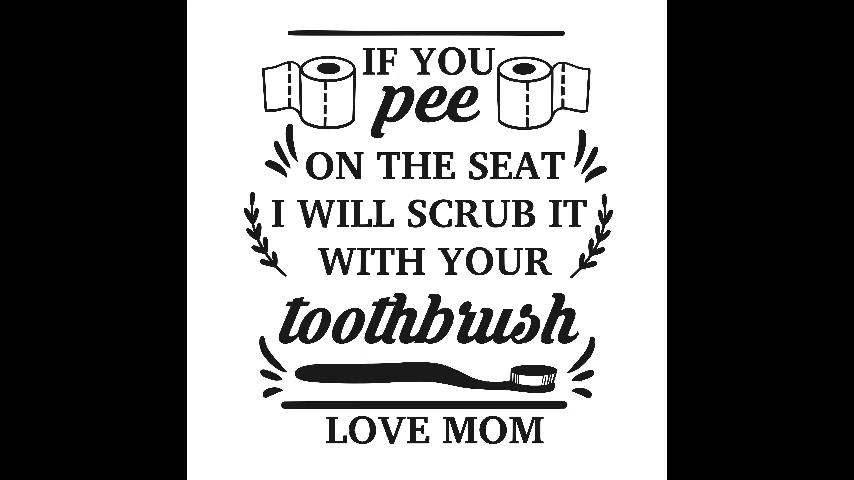 IF YOU
pee
ON THE SEAT
I WILL SCRUB IT
WITH YOUR
toothbrush
LOVE MOM